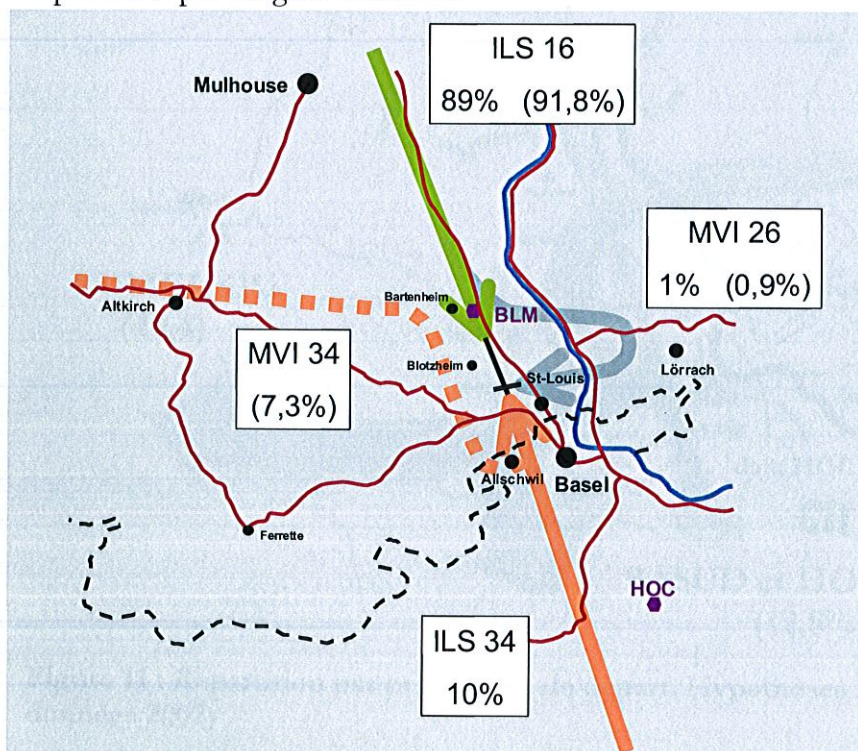 ILS 16
89% (91,8%)
Mulhouse
MVI 26
1% (0,9%)
Altkirch
Bartenheim
BLM
MVI 34
(7,3%)
Blotzheim
St-Louis
Lörrach
Allschwil
Basel
Ferrette
HOC
ILS 34
10%